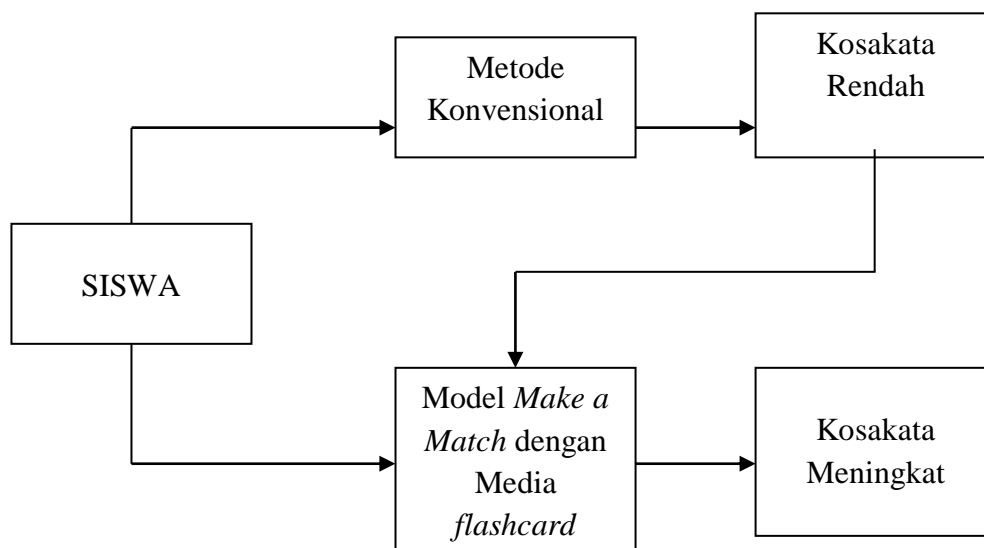 Metode
Konvensional
Kosakata
Rendah
SISWA
Model Make a
Match dengan
Media
flashcard
Kosakata
Meningkat